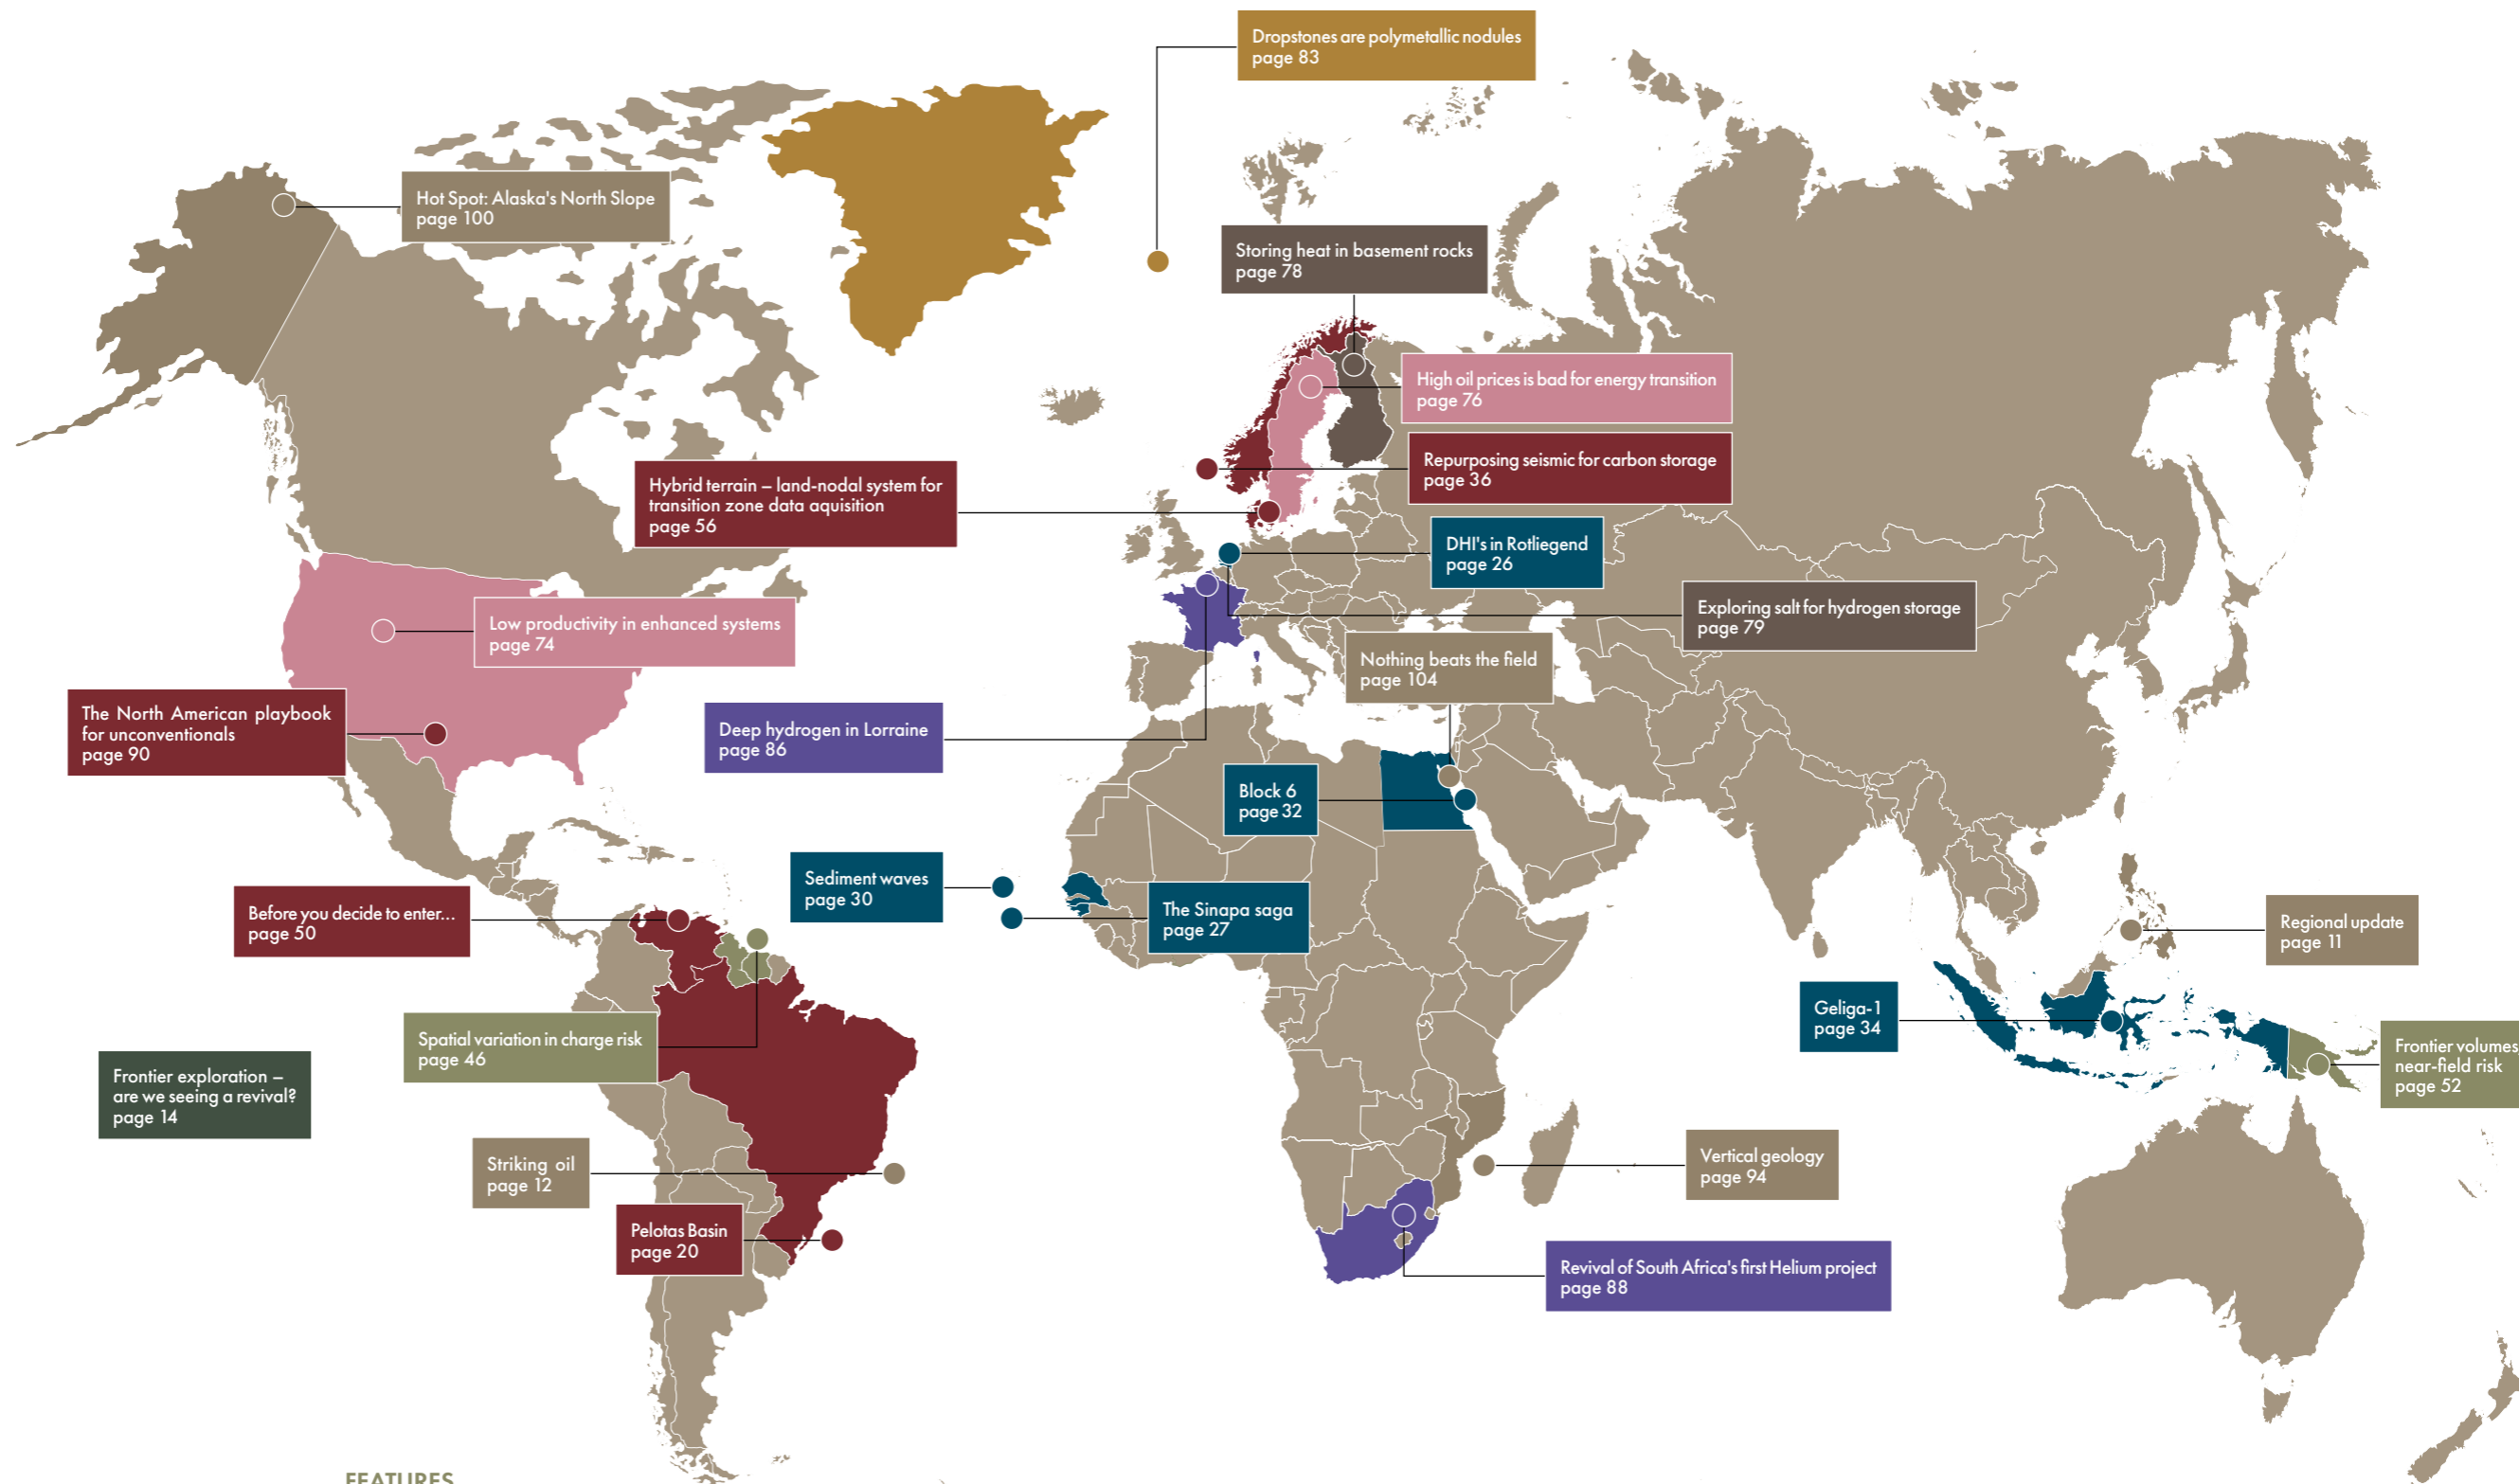 Dropstones are polymetallic nodules
page 83
Hot Spot: Alaska's North Slope
page 100
Storing heat in basement rocks
page 78
High oil prices is bad for energy transition
page 76
Repurposing seismic for carbon storage
page 36
Hybrid terrain – land-nodal system for
transition zone data aquisition
page 56
DHI's in Rotliegend
page 26
Exploring salt for hydrogen storage
page 79
Low productivity in enhanced systems
page 74
Nothing beats the field
page 104
The North American playbook
for unconventionals
page 90
Deep hydrogen in Lorraine
page 86
Block 6
page 32
Sediment waves
page 30
The Sinapa saga
page 27
Before you decide to enter...
page 50
Regional update
page 11
Geliga-1
page 34
Spatial variation in charge risk
page 46
Frontier volumes
near-field risk
page 52
Frontier exploration –
are we seeing a revival?
page 14
Striking oil
page 12
Vertical geology
page 94
Pelotas Basin
page 20
Revival of South Africa's first Helium project
page 88
FEATURES